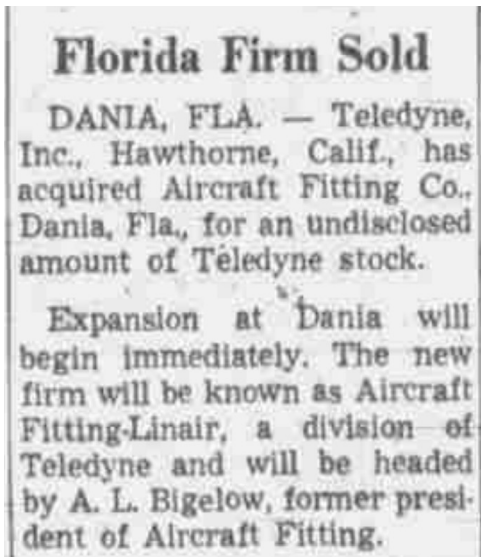 Florida Firm Sold
DANIA, FLA. — Teledyne,
Inc., Hawthorne, Calif., has
acquired Aircraft Fitting Co.,
Dania, Fla., for an undisclosed
amount of Teledyne stock.
Expansion at Dania will
begin immediately. The new
firm will be known as Aircraft
Fitting-Linair, a division of
Teledyne and will be headed
by A. L. Bigelow, former presi-
dent of Aircraft Fitting.